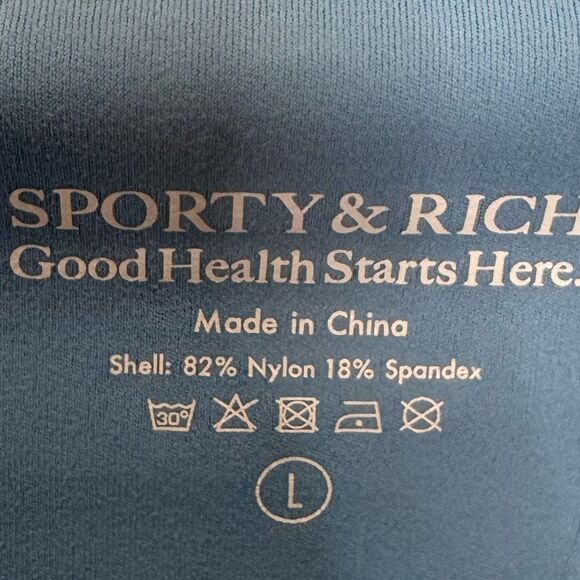 SPORTY & RICH
Good Health Starts Here.
Made in China
Shell: 82% Nylon 18% Spandex
30°
L